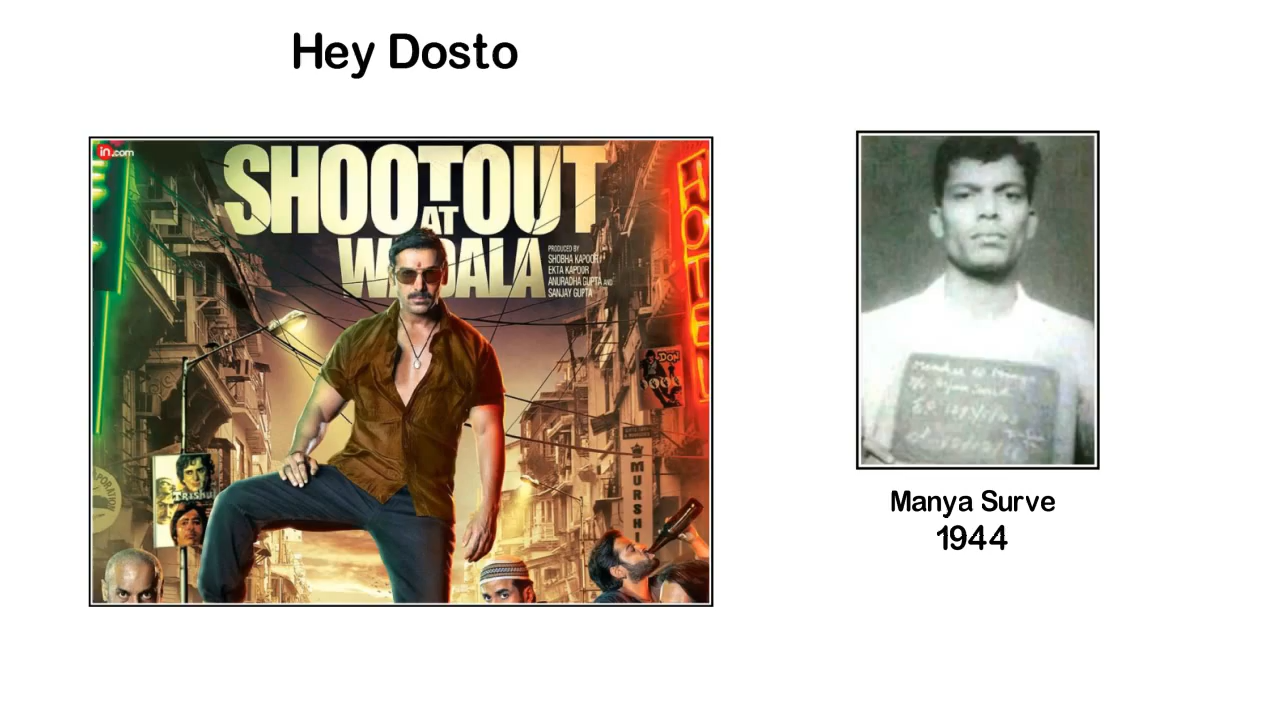 Hey Dosto
in.com
SHOOTOUT
AT
WADALA
PRODUCED BY
SHOBHA KAPOOR
EKTA KAPOOR
ANURADHA GUPTA AND
SANJAY GUPTA
HOTEL
DON
TRISHUL
MURSHI
Manya Surve
1944